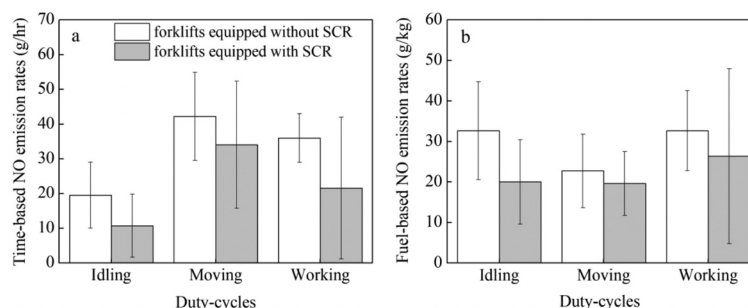 70
60
50
40
30
20
10
0
Time-based NO emission rates (g/hr)
a
forklifts equipped without SCR
forklifts equipped with SCR
Idling Moving Working
Duty-cycles
60
50
40
30
20
10
0
Fuel-based NO emission rates (g/kg)
b
Idling Moving Working
Duty-cycles